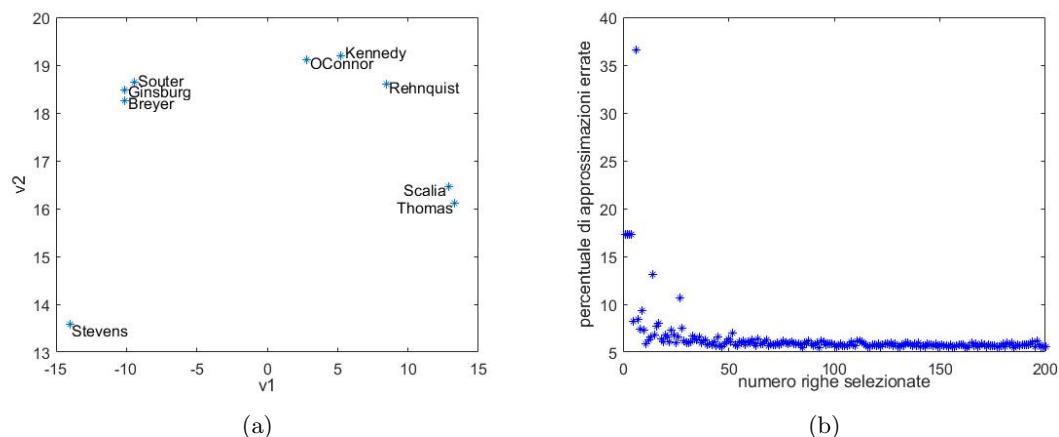 20
19
18
17
16
15
14
13
v2
-15
-10
-5
0
5
10
15
v1
Kennedy
OConnor
Rehnquist
Souter
Ginsburg
Breyer
Scalia
Thomas
Stevens
(a)
40
35
30
25
20
15
10
5
percentuale di approssimazioni errate
0
50
100
150
200
numero righe selezionate
(b)